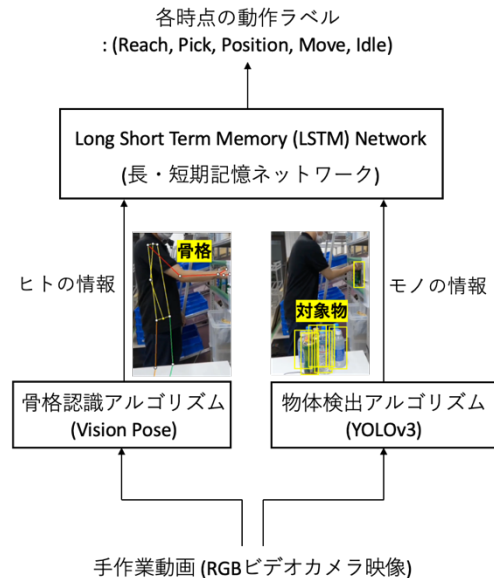 各時点の動作ラベル
: (Reach, Pick, Position, Move, Idle)
Long Short Term Memory (LSTM) Network
(長・短期記憶ネットワーク)
ヒトの情報
骨格
対象物
モノの情報
骨格認識アルゴリズム
(Vision Pose)
物体検出アルゴリズム
(YOLOv3)
手作業動画 (RGBビデオカメラ映像)